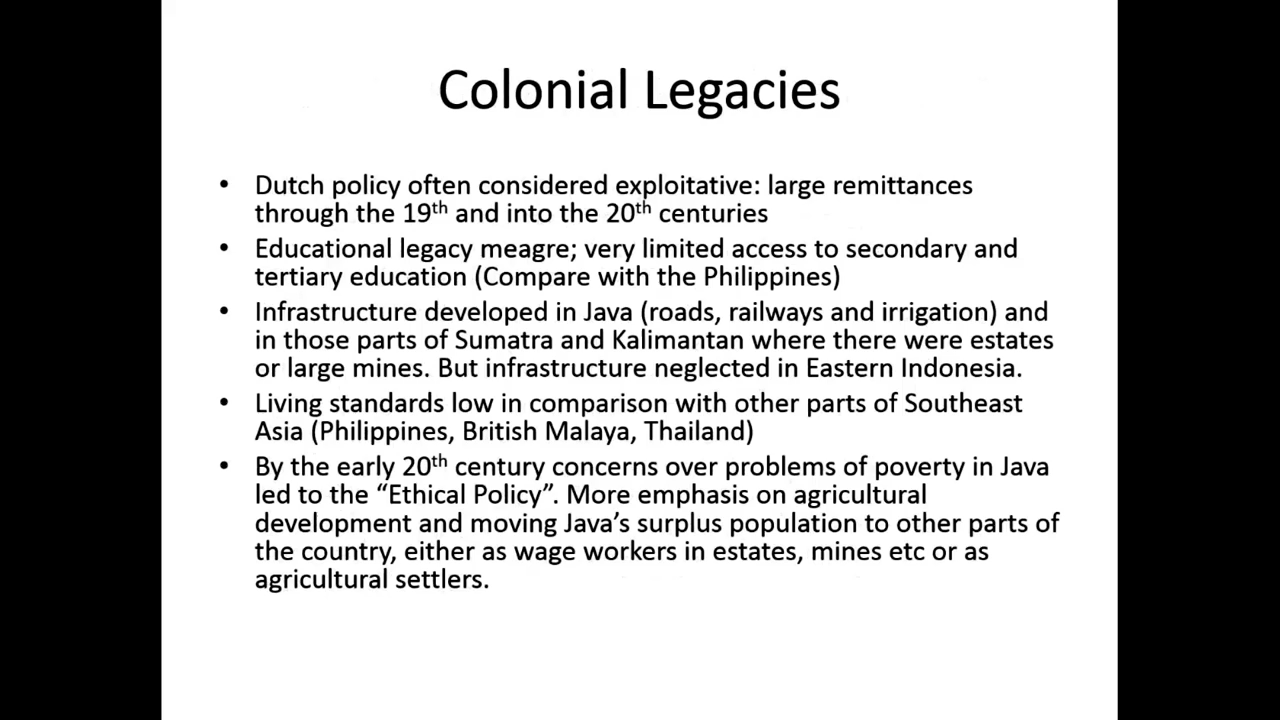 Colonial Legacies
• Dutch policy often considered exploitative: large remittances
through the 19th and into the 20th centuries
• Educational legacy meagre; very limited access to secondary and
tertiary education (Compare with the Philippines)
• Infrastructure developed in Java (roads, railways and irrigation) and
in those parts of Sumatra and Kalimantan where there were estates
or large mines. But infrastructure neglected in Eastern Indonesia.
• Living standards low in comparison with other parts of Southeast
Asia (Philippines, British Malaya, Thailand)
• By the early 20th century concerns over problems of poverty in Java
led to the “Ethical Policy”. More emphasis on agricultural
development and moving Java’s surplus population to other parts of
the country, either as wage workers in estates, mines etc or as
agricultural settlers.